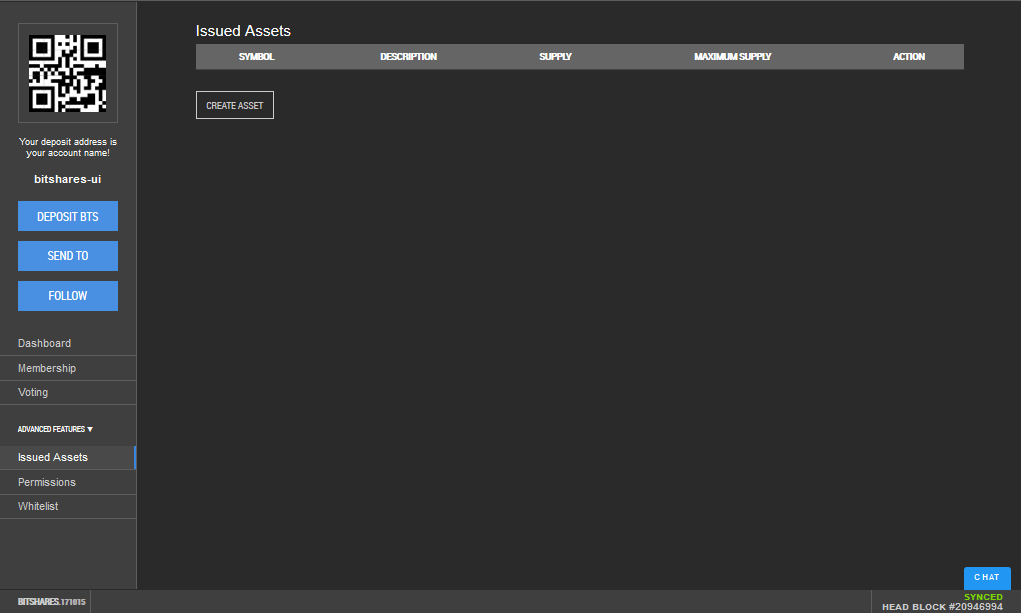 Your deposit address is
your account name!
bitshares-ui
DEPOSIT BTS
SEND TO
FOLLOW
Dashboard
Membership
Voting
ADVANCED FEATURES ▼
Issued Assets
Permissions
Whitelist
Issued Assets
SYMBOL DESCRIPTION SUPPLY MAXIMUM SUPPLY ACTION
CREATE ASSET
CHAT
BITSHARES.171015
SYNCED
HEAD BLOCK #20946994